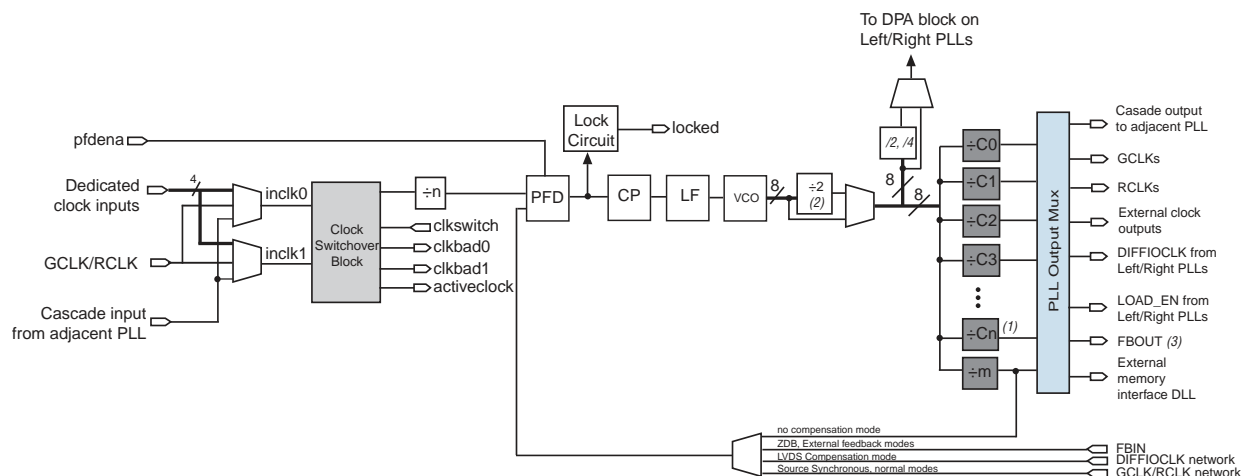 To DPA block on
Left/Right PLLs
pfdena
Lock
Circuit
locked
/2, /4
Casade output
to adjacent PLL
Dedicated
clock inputs
4
inclk0
÷n
PFD
CP
LF
VCO
8
÷2
(2)
8
8
÷C0
÷C1
÷C2
÷C3
÷Cn
(1)
÷m
PLL Output Mux
GCLKs
RCLKs
External clock
outputs
DIFFIOCLK from
Left/Right PLLs
LOAD_EN from
Left/Right PLLs
FBOUT (3)
External
memory
interface DLL
Clock
Switchover
Block
clkswitch
clkbad0
clkbad1
activeclock
inclk1
GCLK/RCLK
Cascade input
from adjacent PLL
no compensation mode
ZDB, External feedback modes
LVDS Compensation mode
Source Synchronous, normal modes
FBIN
DIFFIOCLK network
GCLK/RCLK network